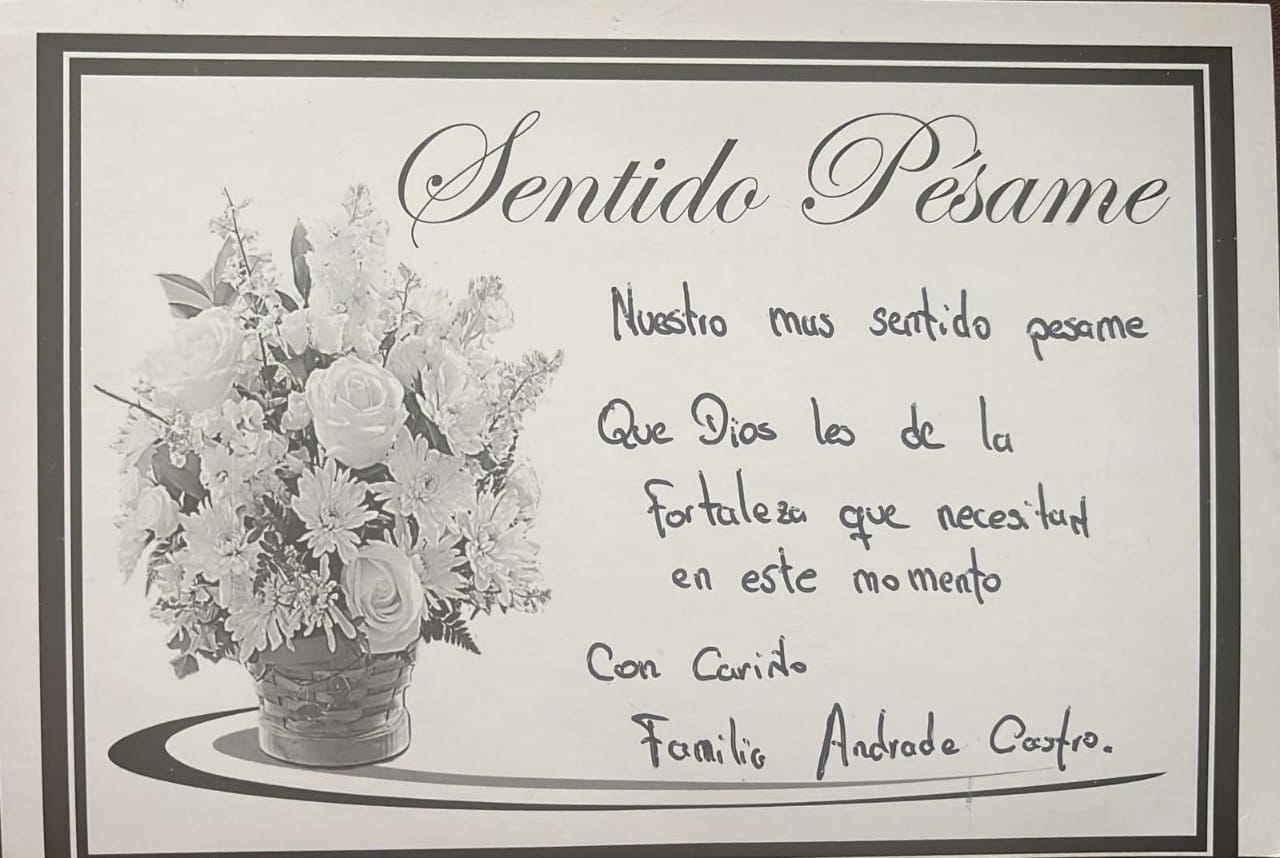 Sentido Pésame
Nuestro mus sentido pesame
Que Dios les de la
fortaleza que necesitan
en este momento
Con Cariño
Familia Andrade Castro.